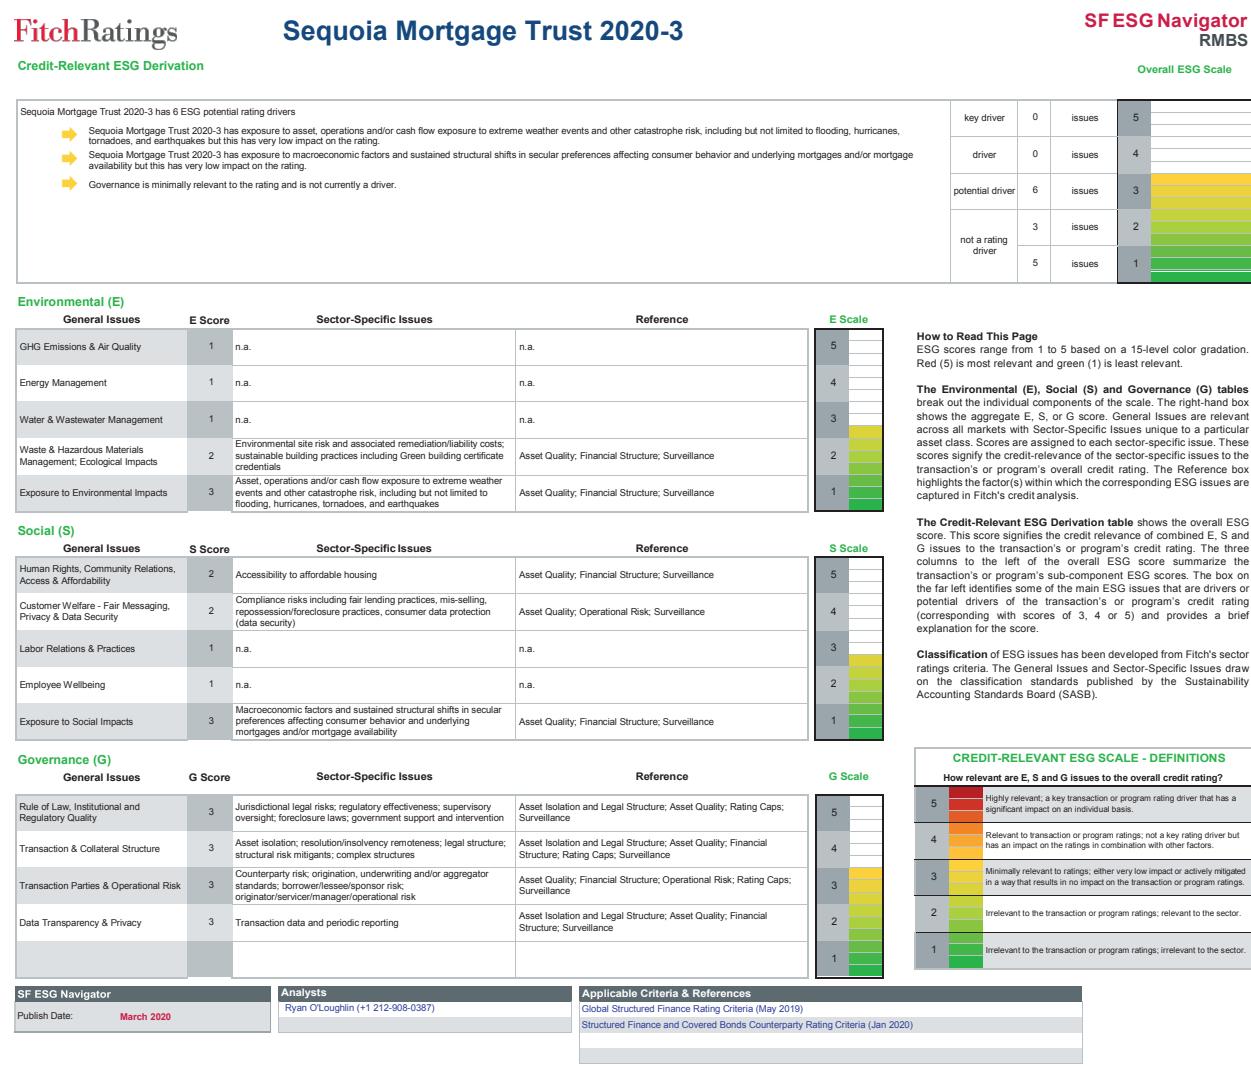 FitchRatings
Sequoia Mortgage Trust 2020-3
SF ESG Navigator
RMBS
Credit-Relevant ESG Derivation
Overall ESG Scale
Sequoia Mortgage Trust 2020-3 has 6 ESG potential rating drivers
Sequoia Mortgage Trust 2020-3 has exposure to asset, operations and/or cash flow exposure to extreme weather events and other catastrophe risk, including but not limited to flooding, hurricanes,
tornadoes, and earthquakes but this has very low impact on the rating.
Sequoia Mortgage Trust 2020-3 has exposure to macroeconomic factors and sustained structural shifts in secular preferences affecting consumer behavior and underlying mortgages and/or mortgage
availability but this has very low impact on the rating.
Governance is minimally relevant to the rating and is not currently a driver.
key driver 0 issues 5
driver 0 issues 4
potential driver 6 issues 3
not a rating
driver
3 issues 2
5 issues 1
Environmental (E)
General Issues E Score Sector-Specific Issues Reference E Scale
GHG Emissions & Air Quality 1 n.a. n.a. 5
Energy Management 1 n.a. n.a. 4
Water & Wastewater Management 1 n.a. n.a. 3
Waste & Hazardous Materials
Management; Ecological Impacts
2
Environmental site risk and associated remediation/liability costs;
sustainable building practices including Green building certificate
credentials
Asset Quality; Financial Structure; Surveillance
2
Exposure to Environmental Impacts
3
Asset, operations and/or cash flow exposure to extreme weather
events and other catastrophe risk, including but not limited to
flooding, hurricanes, tornadoes, and earthquakes
Asset Quality; Financial Structure; Surveillance
1
Social (S)
General Issues S Score Sector-Specific Issues Reference S Scale
Human Rights, Community Relations,
Access & Affordability
2
Accessibility to affordable housing
Asset Quality; Financial Structure; Surveillance
5
Customer Welfare - Fair Messaging,
Privacy & Data Security
2
Compliance risks including fair lending practices, mis-selling,
repossession/foreclosure practices, consumer data protection
(data security)
Asset Quality; Operational Risk; Surveillance
4
Labor Relations & Practices 1 n.a. n.a. 3
Employee Wellbeing 1 n.a. n.a. 2
Exposure to Social Impacts
3
Macroeconomic factors and sustained structural shifts in secular
preferences affecting consumer behavior and underlying
mortgages and/or mortgage availability
Asset Quality; Financial Structure; Surveillance
1
Governance (G)
General Issues G Score Sector-Specific Issues Reference G Scale
Rule of Law, Institutional and
Regulatory Quality
3
Jurisdictional legal risks; regulatory effectiveness; supervisory
oversight; foreclosure laws; government support and intervention
Asset Isolation and Legal Structure; Asset Quality; Rating Caps;
Surveillance
5
Transaction & Collateral Structure
3
Asset isolation; resolution/insolvency remoteness; legal structure;
structural risk mitigants; complex structures
Asset Isolation and Legal Structure; Asset Quality; Financial
Structure; Rating Caps; Surveillance
4
Transaction Parties & Operational Risk
3
Counterparty risk; origination, underwriting and/or aggregator
standards; borrower/lessee/sponsor risk;
originator/servicer/manager/operational risk
Asset Quality; Financial Structure; Operational Risk; Rating Caps;
Surveillance
3
Data Transparency & Privacy
3
Transaction data and periodic reporting
Asset Isolation and Legal Structure; Asset Quality; Financial
Structure; Surveillance
2
1
How to Read This Page
ESG scores range from 1 to 5 based on a 15-level color gradation.
Red (5) is most relevant and green (1) is least relevant.
The Environmental (E), Social (S) and Governance (G) tables
break out the individual components of the scale. The right-hand box
shows the aggregate E, S, or G score. General Issues are relevant
across all markets with Sector-Specific Issues unique to a particular
asset class. Scores are assigned to each sector-specific issue. These
scores signify the credit-relevance of the sector-specific issues to the
transaction's or program's overall credit rating. The Reference box
highlights the factor(s) within which the corresponding ESG issues are
captured in Fitch's credit analysis.
The Credit-Relevant ESG Derivation table shows the overall ESG
score. This score signifies the credit relevance of combined E, S and
G issues to the transaction's or program's credit rating. The three
columns to the left of the overall ESG score summarize the
transaction's or program's sub-component ESG scores. The box on
the far left identifies some of the main ESG issues that are drivers or
potential drivers of the transaction's or program's credit rating
(corresponding with scores of 3, 4 or 5) and provides a brief
explanation for the score.
Classification of ESG issues has been developed from Fitch's sector
ratings criteria. The General Issues and Sector-Specific Issues draw
on the classification standards published by the Sustainability
Accounting Standards Board (SASB).
CREDIT-RELEVANT ESG SCALE - DEFINITIONS
How relevant are E, S and G issues to the overall credit rating?
5
Highly relevant; a key transaction or program rating driver that has a
significant impact on an individual basis.
4
Relevant to transaction or program ratings; not a key rating driver but
has an impact on the ratings in combination with other factors.
3
Minimally relevant to ratings; either very low impact or actively mitigated
in a way that results in no impact on the transaction or program ratings.
2
Irrelevant to the transaction or program ratings; relevant to the sector.
1
Irrelevant to the transaction or program ratings; irrelevant to the sector.
SF ESG Navigator
Publish Date: March 2020
Analysts
Ryan O'Loughlin (+1 212-908-0387)
Applicable Criteria & References
Global Structured Finance Rating Criteria (May 2019)
Structured Finance and Covered Bonds Counterparty Rating Criteria (Jan 2020)